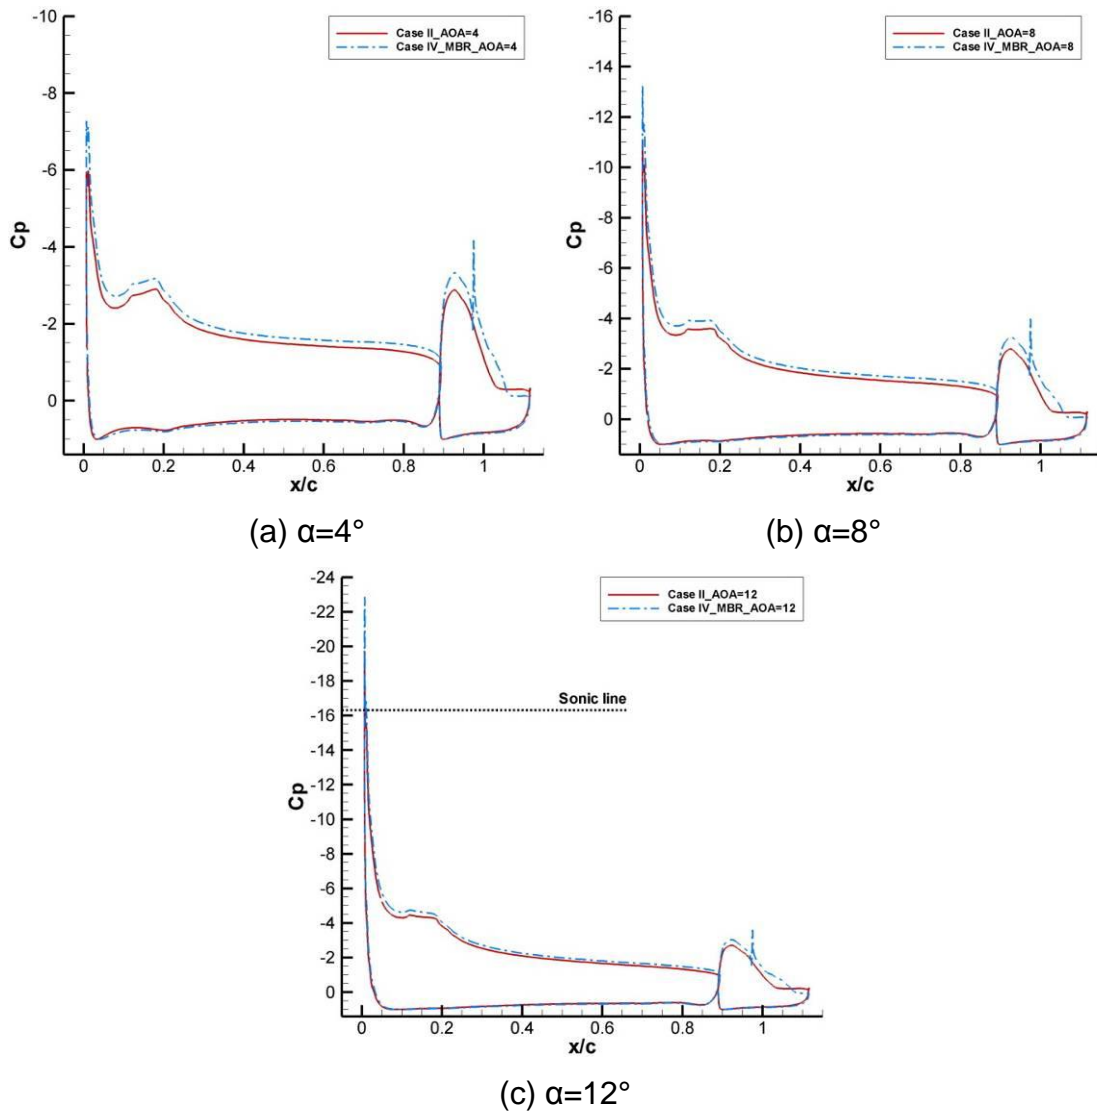 -10
-8
-6
-4
-2
0
Cp
0
0.2
0.4
0.6
0.8
1
x/c
Case II_AOA=4
Case IV_MBR_AOA=4
(a) α=4°
-16
-14
-12
-10
-8
-6
-4
-2
0
Cp
0
0.2
0.4
0.6
0.8
1
x/c
Case II_AOA=8
Case IV_MBR_AOA=8
(b) α=8°
-24
-22
-20
-18
-16
-14
-12
-10
-8
-6
-4
-2
0
Cp
0
0.2
0.4
0.6
0.8
1
x/c
Case II_AOA=12
Case IV_MBR_AOA=12
Sonic line
(c) α=12°